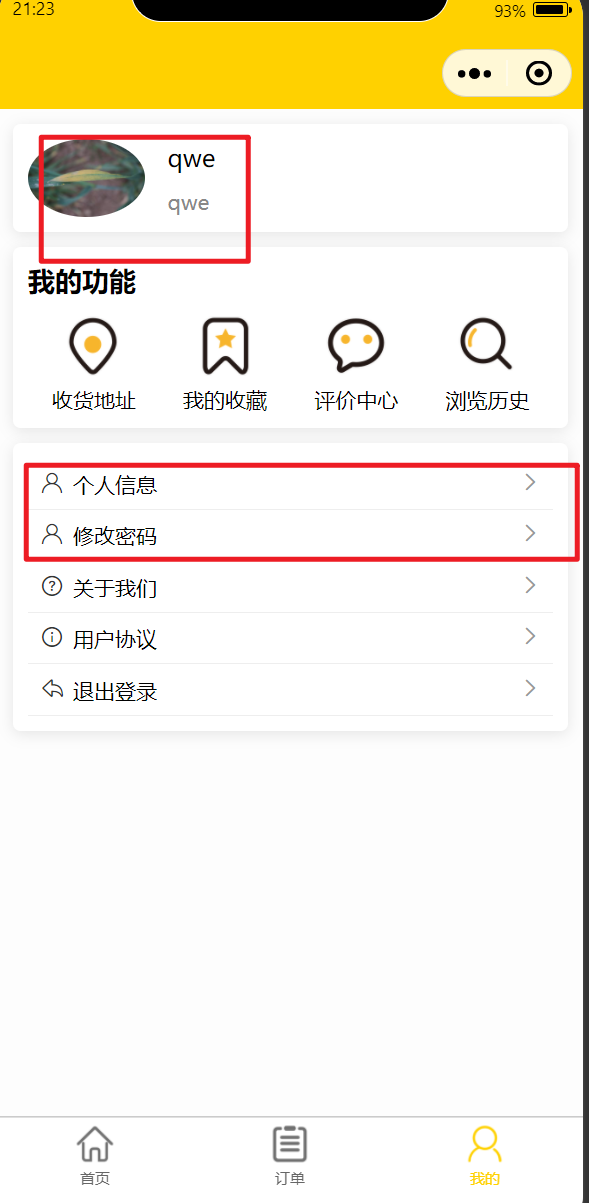 21:23
93%
qwe
qwe
我的功能
收货地址 我的收藏 评价中心 浏览历史
个人信息
修改密码
关于我们
用户协议
退出登录
首页 订单 我的